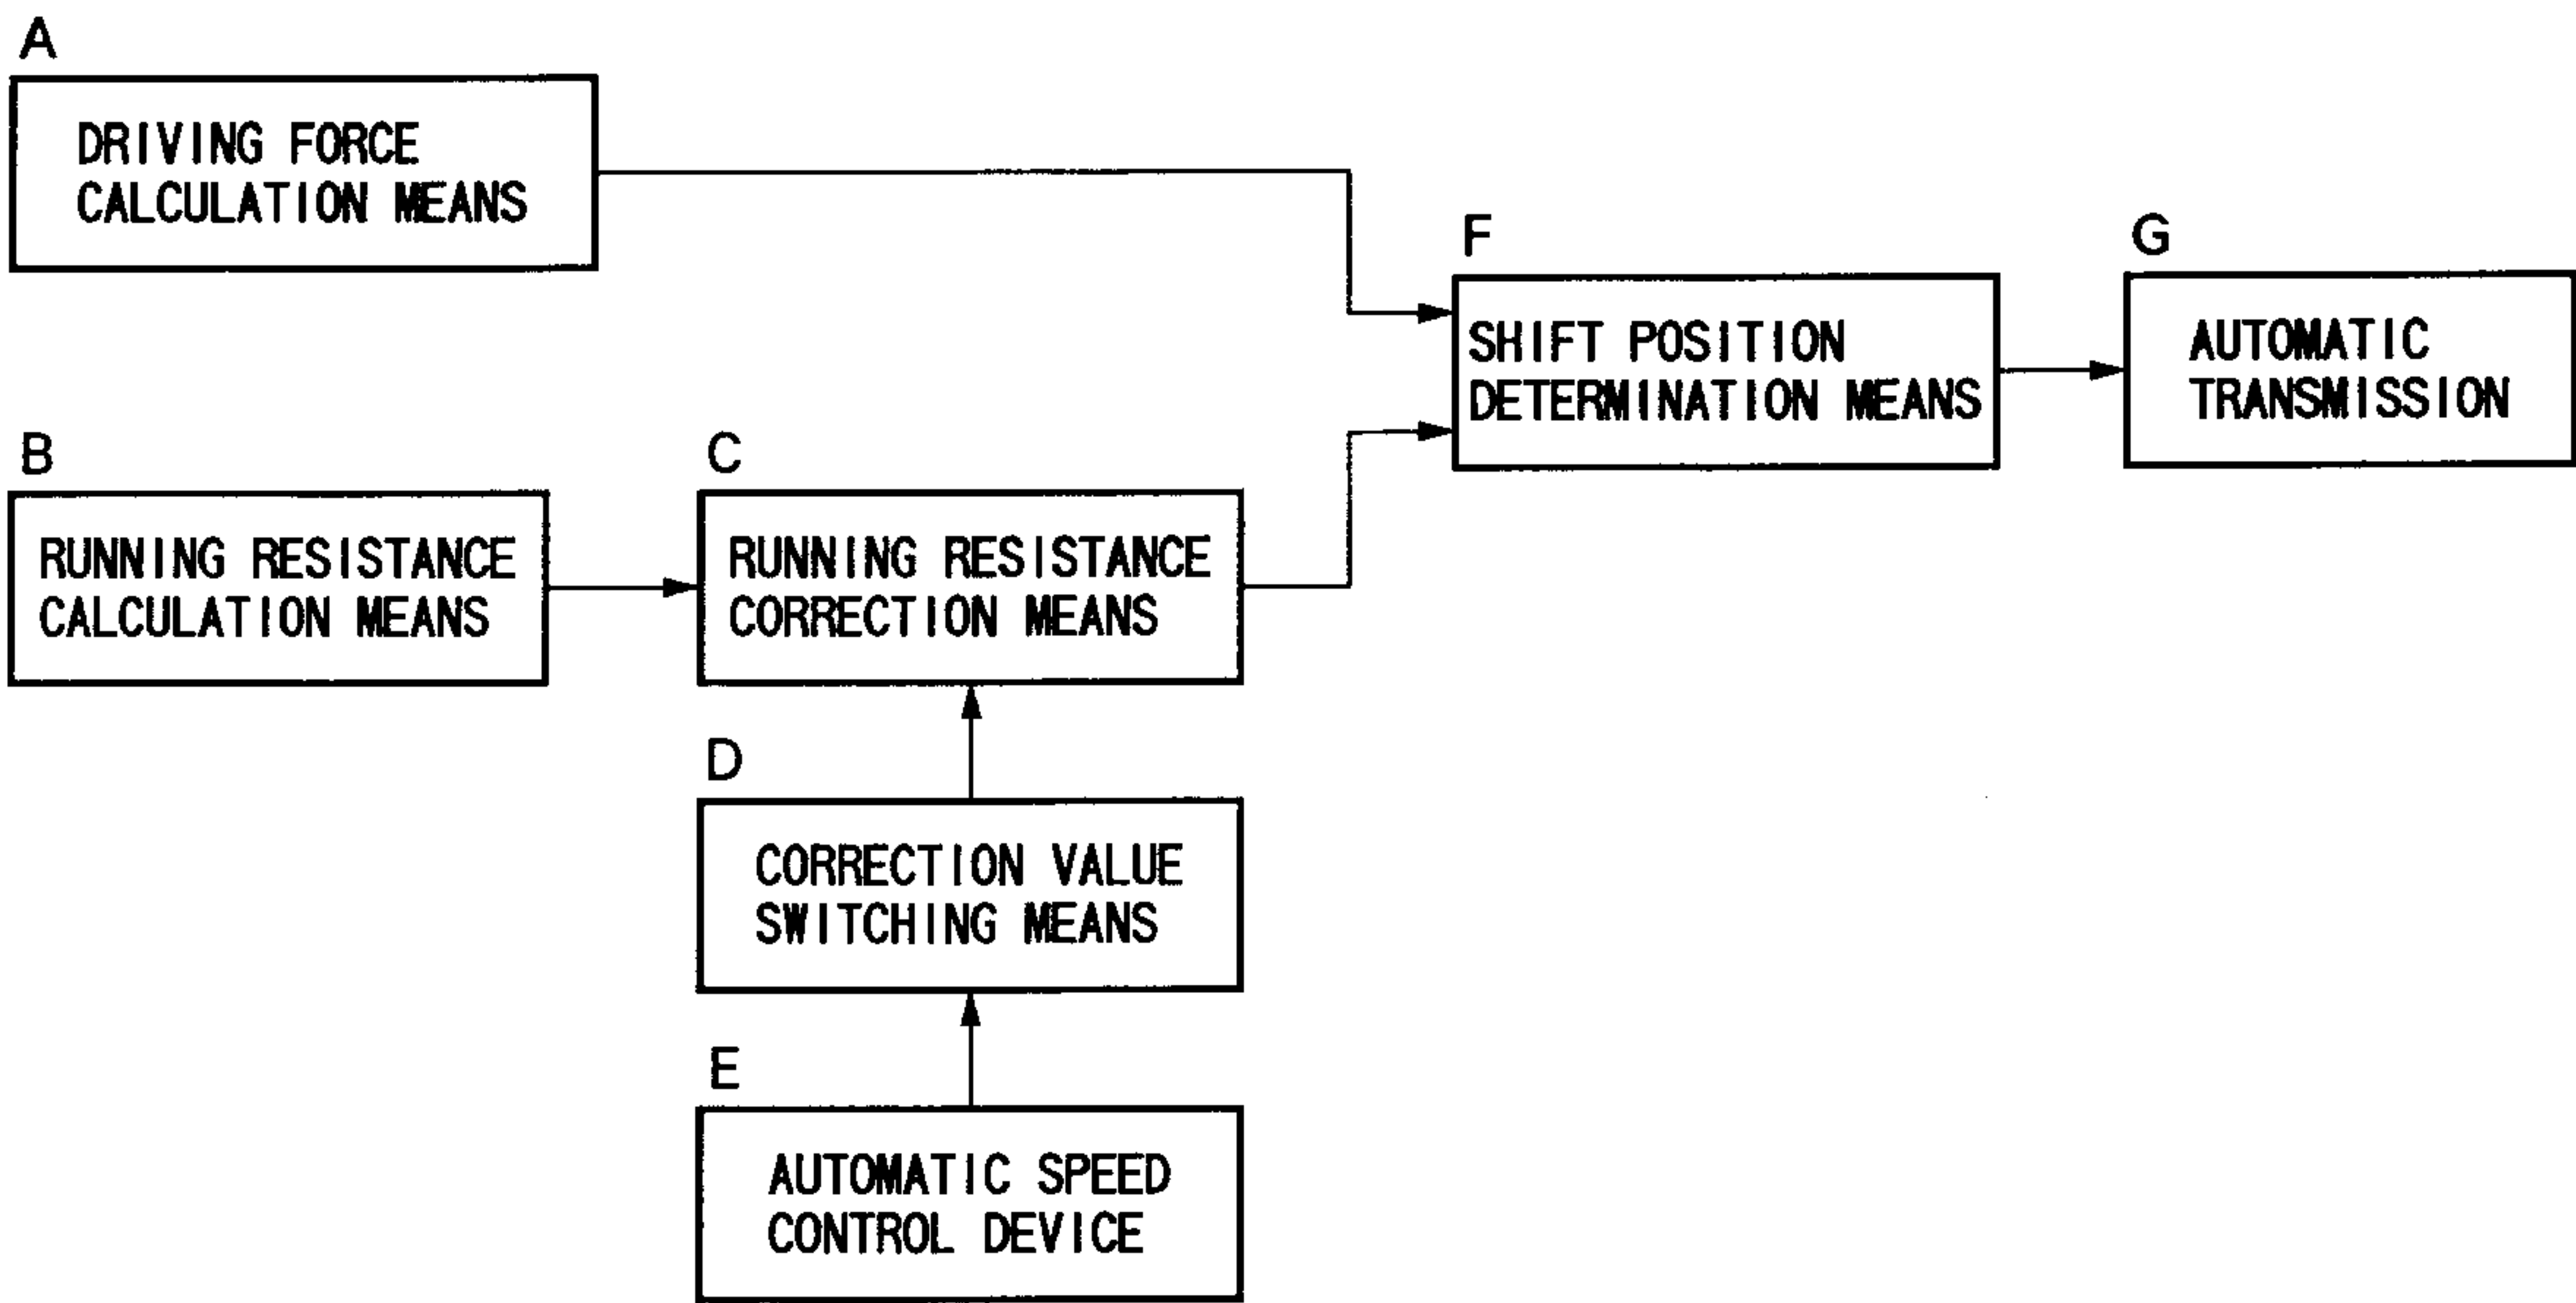 A
DRIVING FORCE
CALCULATION MEANS
F
SHIFT POSITION
DETERMINATION MEANS
G
AUTOMATIC
TRANSMISSION
B
RUNNING RESISTANCE
CALCULATION MEANS
C
RUNNING RESISTANCE
CORRECTION MEANS
D
CORRECTION VALUE
SWITCHING MEANS
E
AUTOMATIC SPEED
CONTROL DEVICE